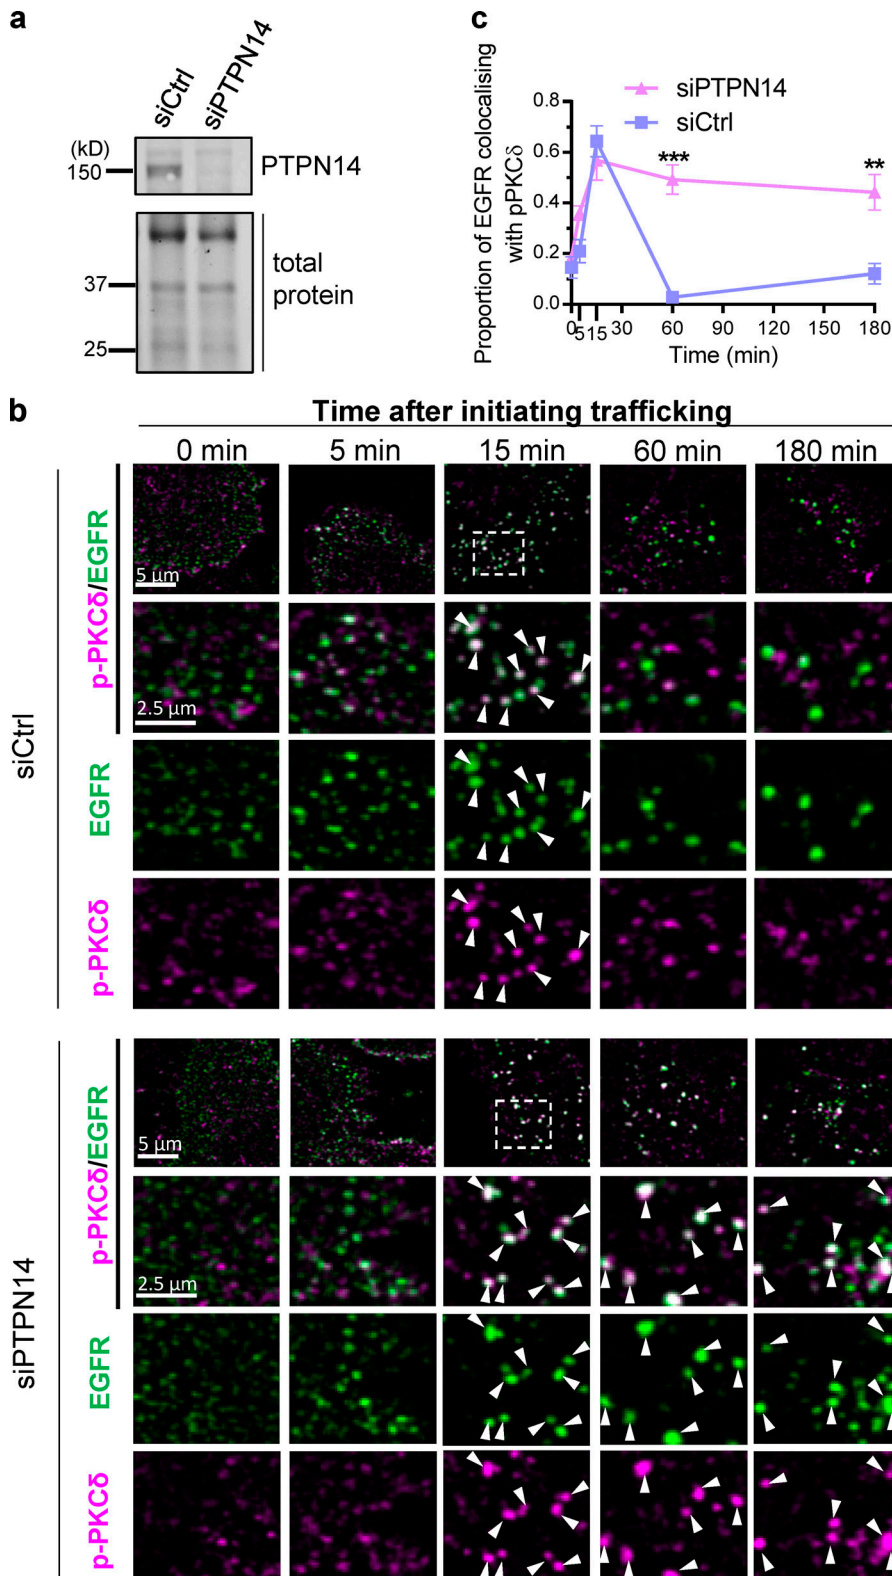 a
siCtrl
siPTPN14
(kD)
150
PTPN14
37
25
total
protein
c
siPTPN14
siCtrl
Proportion of EGFR colocalising
with pPKCδ
0.8
0.6
0.4
0.2
0.0
***
**
0
5
15
30
60
90
120
150
180
Time (min)
b
Time after initiating trafficking
0 min
5 min
15 min
60 min
180 min
siCtrl
p-PKCδ/EGFR
5 µm
2.5 µm
EGFR
p-PKCδ
siPTPN14
p-PKCδ/EGFR
5 µm
2.5 µm
EGFR
p-PKCδ